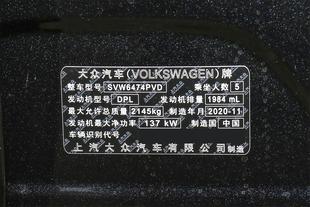 大众汽车(VOLKSWAGEN)牌
整车型号 SVW6474PVD 乘坐人数 5
发动机型号 DPL 发动机排量 1984 mL
最大允许总质量 2145kg 制造年月 2020-11
发动机最大净功率 137 kW 制造国 中国
车辆识别代号
上汽大众汽车有限公司 制造